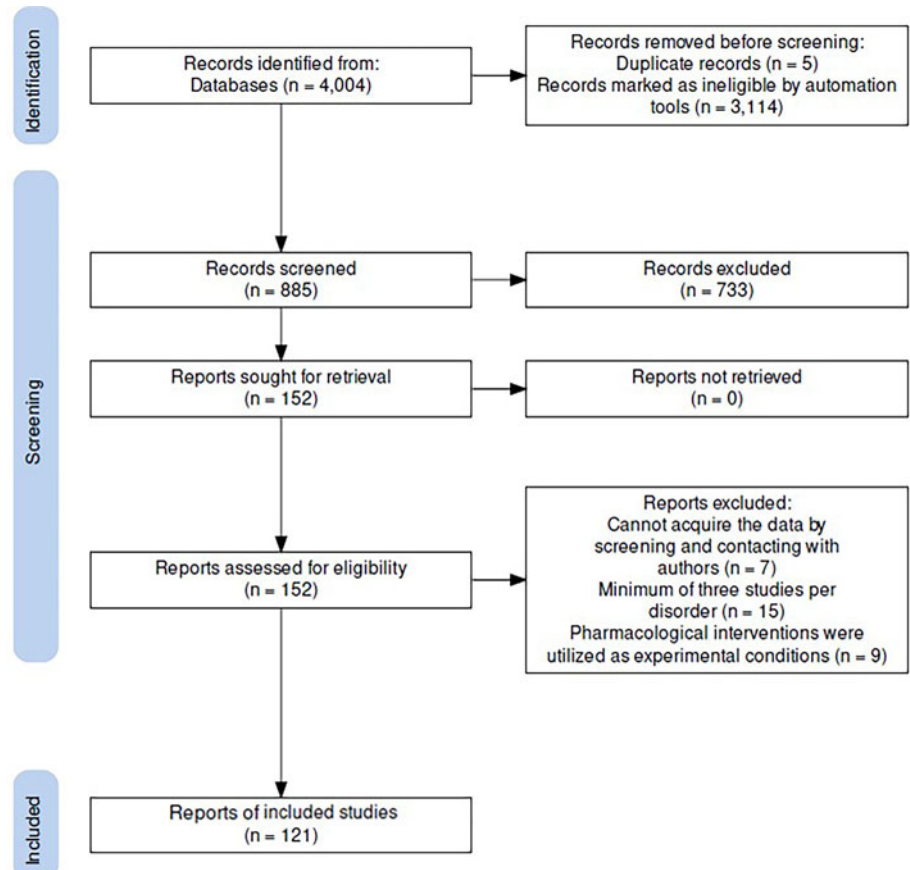 Identification
Records identified from:
Databases (n = 4,004)
Records removed before screening:
Duplicate records (n = 5)
Records marked as ineligible by automation
tools (n = 3,114)
Screening
Records screened
(n = 885)
Records excluded
(n = 733)
Reports sought for retrieval
(n = 152)
Reports not retrieved
(n = 0)
Reports assessed for eligibility
(n = 152)
Reports excluded:
Cannot acquire the data by
screening and contacting with
authors (n = 7)
Minimum of three studies per
disorder (n = 15)
Pharmacological interventions were
utilized as experimental conditions (n = 9)
Included
Reports of included studies
(n = 121)